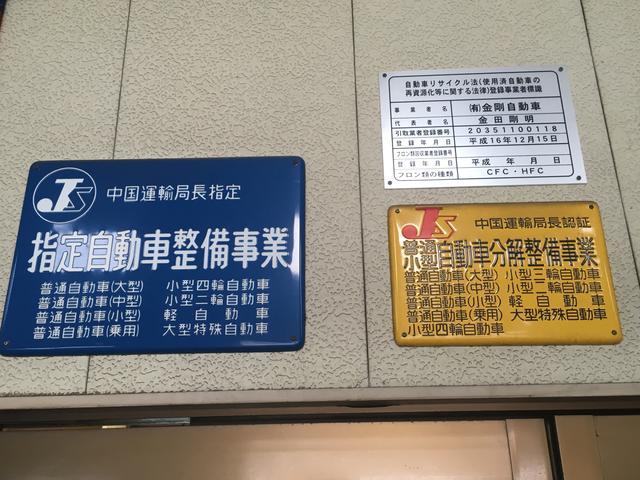 JS
中国運輸局長指定
指定自動車整備事業
普通自動車(大型) 小型四輪自動車
普通自動車(中型) 小型二輪自動車
普通自動車(小型) 軽自動車
普通自動車(乗用) 大型特殊自動車
自動車リサイクル法(使用済自動車の
再資源化等に関する法律)登録事業者標識
事業者名 (有)金剛自動車
代表者名 金田剛明
引取業者登録番号 20351100118
登録年月日 平成16年12月15日
フロン類回収業者登録番号
登録年月日 平成 年 月 日
フロン類の種類 CFC・HFC
JS
中国運輸局長認証
普通小型自動車分解整備事業
普通自動車(大型) 小型三輪自動車
普通自動車(中型) 小型二輪自動車
普通自動車(小型) 軽自動車
普通自動車(乗用) 大型特殊自動車
小型四輪自動車